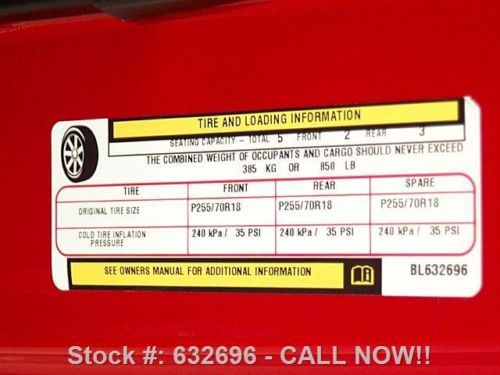 TIRE AND LOADING INFORMATION
SEATING CAPACITY - TOTAL 5 FRONT 2 REAR 3
THE COMBINED WEIGHT OF OCCUPANTS AND CARGO SHOULD NEVER EXCEED
385 KG OR 850 LB
TIRE FRONT REAR SPARE
ORIGINAL TIRE SIZE P255/70R18 P255/70R18 P255/70R18
COLD TIRE INFLATION PRESSURE 240 kPa / 35 PSI 240 kPa / 35 PSI 240 kPa / 35 PSI
SEE OWNERS MANUAL FOR ADDITIONAL INFORMATION BL632696
Stock #: 632696 - CALL NOW!!